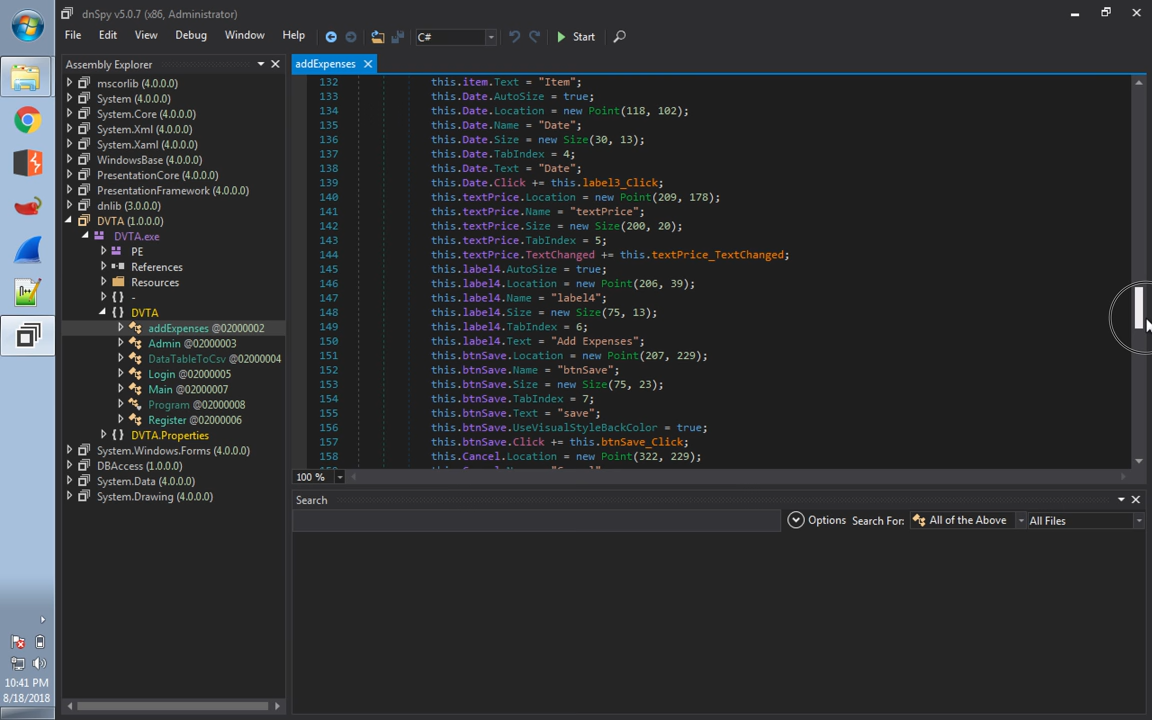 dnSpy v5.0.7 (x86, Administrator)
File Edit View Debug Window Help C# Start
Assembly Explorer
mscorlib (4.0.0.0)
System (4.0.0.0)
System.Core (4.0.0.0)
System.Xml (4.0.0.0)
System.Xaml (4.0.0.0)
WindowsBase (4.0.0.0)
PresentationCore (4.0.0.0)
PresentationFramework (4.0.0.0)
dnlib (3.0.0.0)
DVTA (1.0.0.0)
DVTA.exe
PE
References
Resources
{ } -
{ } DVTA
addExpenses @02000002
Admin @02000003
DataTableToCsv @02000004
Login @02000005
Main @02000007
Program @02000008
Register @02000006
{ } DVTA.Properties
System.Windows.Forms (4.0.0.0)
DBAccess (1.0.0.0)
System.Data (4.0.0.0)
System.Drawing (4.0.0.0)
addExpenses
132 this.item.Text = "Item";
133 this.Date.AutoSize = true;
134 this.Date.Location = new Point(118, 102);
135 this.Date.Name = "Date";
136 this.Date.Size = new Size(30, 13);
137 this.Date.TabIndex = 4;
138 this.Date.Text = "Date";
139 this.Date.Click += this.label3_Click;
140 this.textPrice.Location = new Point(209, 178);
141 this.textPrice.Name = "textPrice";
142 this.textPrice.Size = new Size(200, 20);
143 this.textPrice.TabIndex = 5;
144 this.textPrice.TextChanged += this.textPrice_TextChanged;
145 this.label4.AutoSize = true;
146 this.label4.Location = new Point(206, 39);
147 this.label4.Name = "label4";
148 this.label4.Size = new Size(75, 13);
149 this.label4.TabIndex = 6;
150 this.label4.Text = "Add Expenses";
151 this.btnSave.Location = new Point(207, 229);
152 this.btnSave.Name = "btnSave";
153 this.btnSave.Size = new Size(75, 23);
154 this.btnSave.TabIndex = 7;
155 this.btnSave.Text = "save";
156 this.btnSave.UseVisualStyleBackColor = true;
157 this.btnSave.Click += this.btnSave_Click;
158 this.Cancel.Location = new Point(322, 229);
100 %
Search
Options Search For: All of the Above All Files
10:41 PM
8/18/2018